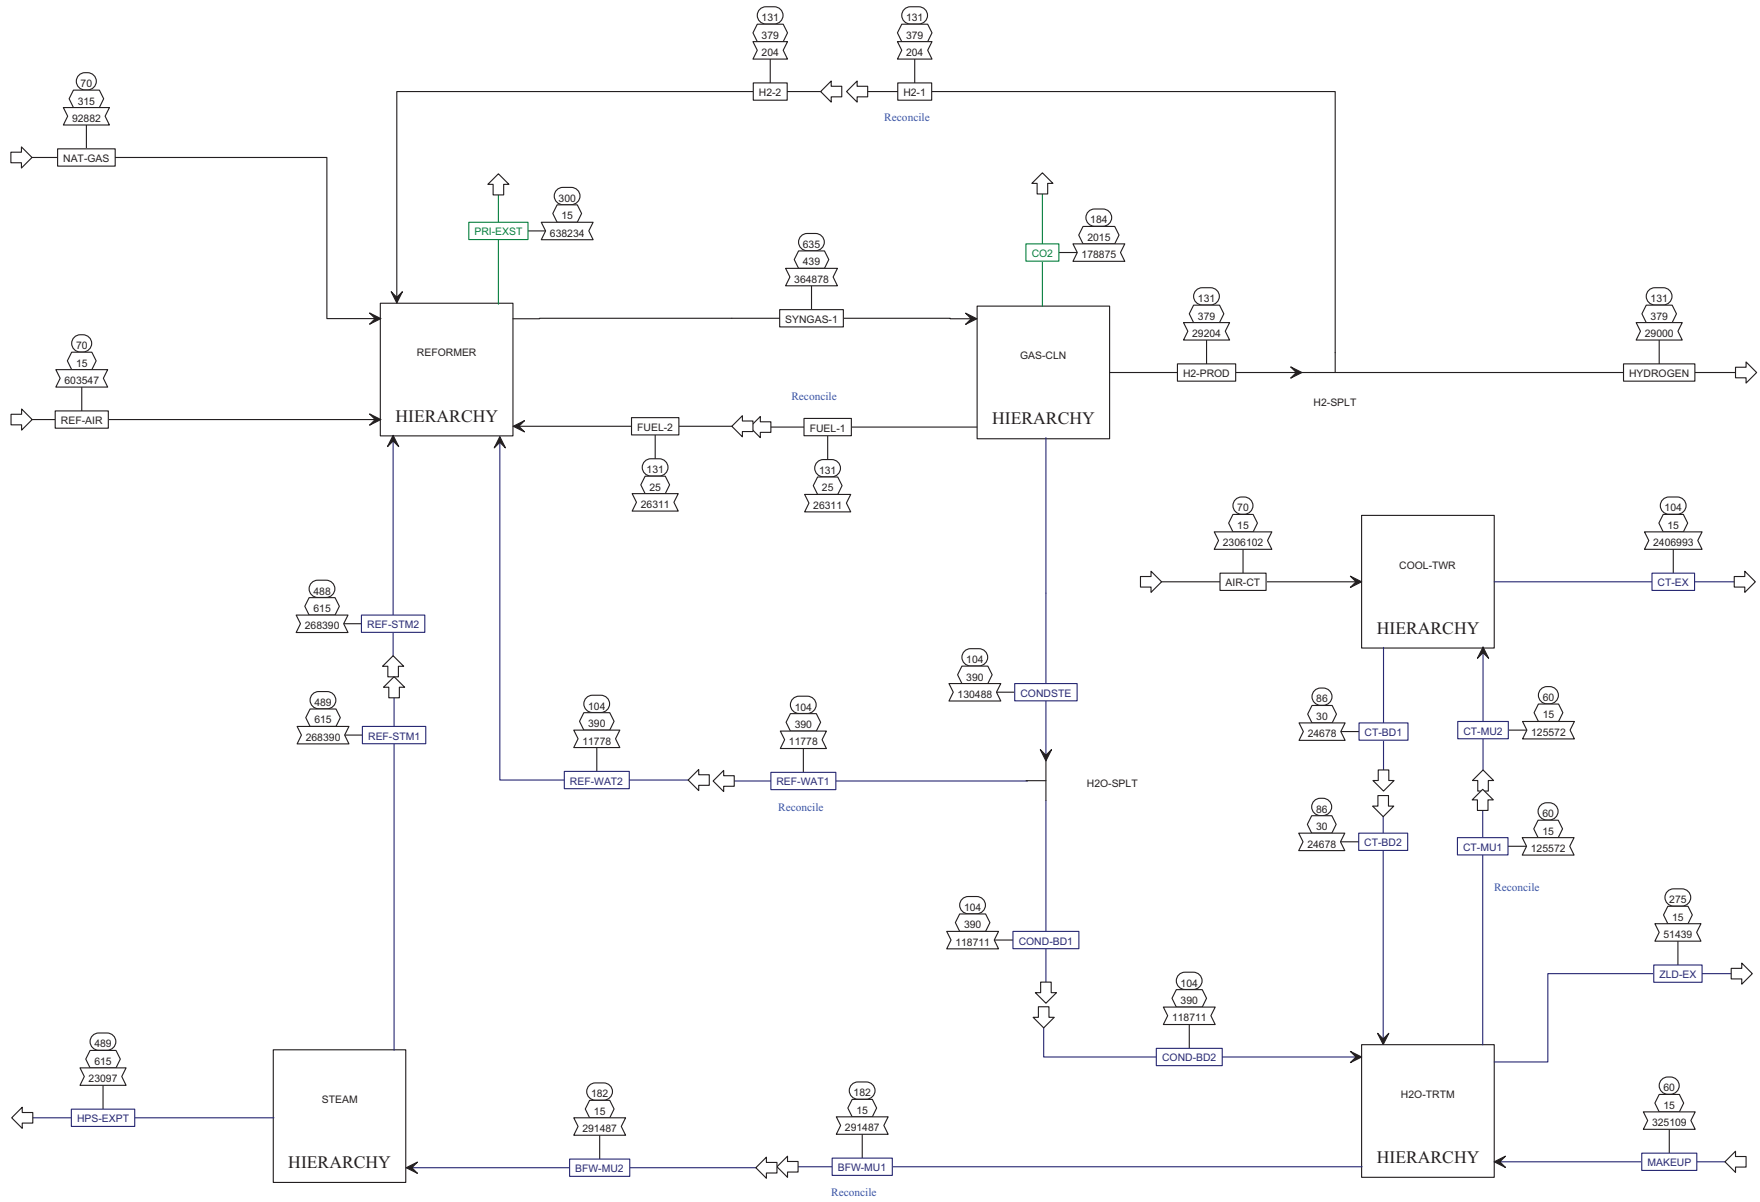 131
379
204
H2-2
131
379
204
H2-1
Reconcile
70
315
92882
NAT-GAS
300
15
638234
PRI-EXST
184
2015
178875
CO2
635
439
364878
SYNGAS-1
131
379
29204
H2-PROD
131
379
29000
HYDROGEN
H2-SPLT
REFORMER
HIERARCHY
GAS-CLN
HIERARCHY
70
15
603547
REF-AIR
Reconcile
FUEL-2
131
25
26311
FUEL-1
131
25
26311
70
15
2306102
AIR-CT
COOL-TWR
HIERARCHY
104
15
2406993
CT-EX
488
615
268390
REF-STM2
489
615
268390
REF-STM1
104
390
130488
CONDSTE
104
390
11778
REF-WAT2
104
390
11778
REF-WAT1
Reconcile
H2O-SPLT
86
30
24678
CT-BD1
60
15
125572
CT-MU2
86
30
24678
CT-BD2
60
15
125572
CT-MU1
Reconcile
104
390
118711
COND-BD1
104
390
118711
COND-BD2
275
15
51439
ZLD-EX
489
615
23097
HPS-EXPT
STEAM
HIERARCHY
182
15
291487
BFW-MU2
182
15
291487
BFW-MU1
Reconcile
H2O-TRTM
HIERARCHY
60
15
325109
MAKEUP